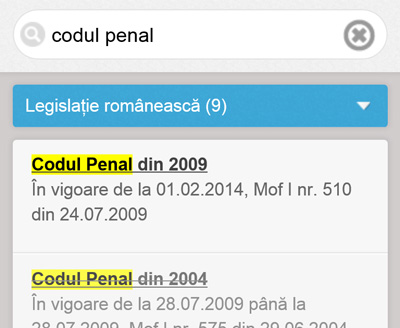 codul penal
Legislație românească (9)
Codul Penal din 2009
În vigoare de la 01.02.2014, Mof I nr. 510
din 24.07.2009
Codul Penal din 2004
În vigoare de la 28.07.2009 până la
28.07.2009, Mof I nr. 575 din 29.06.2004